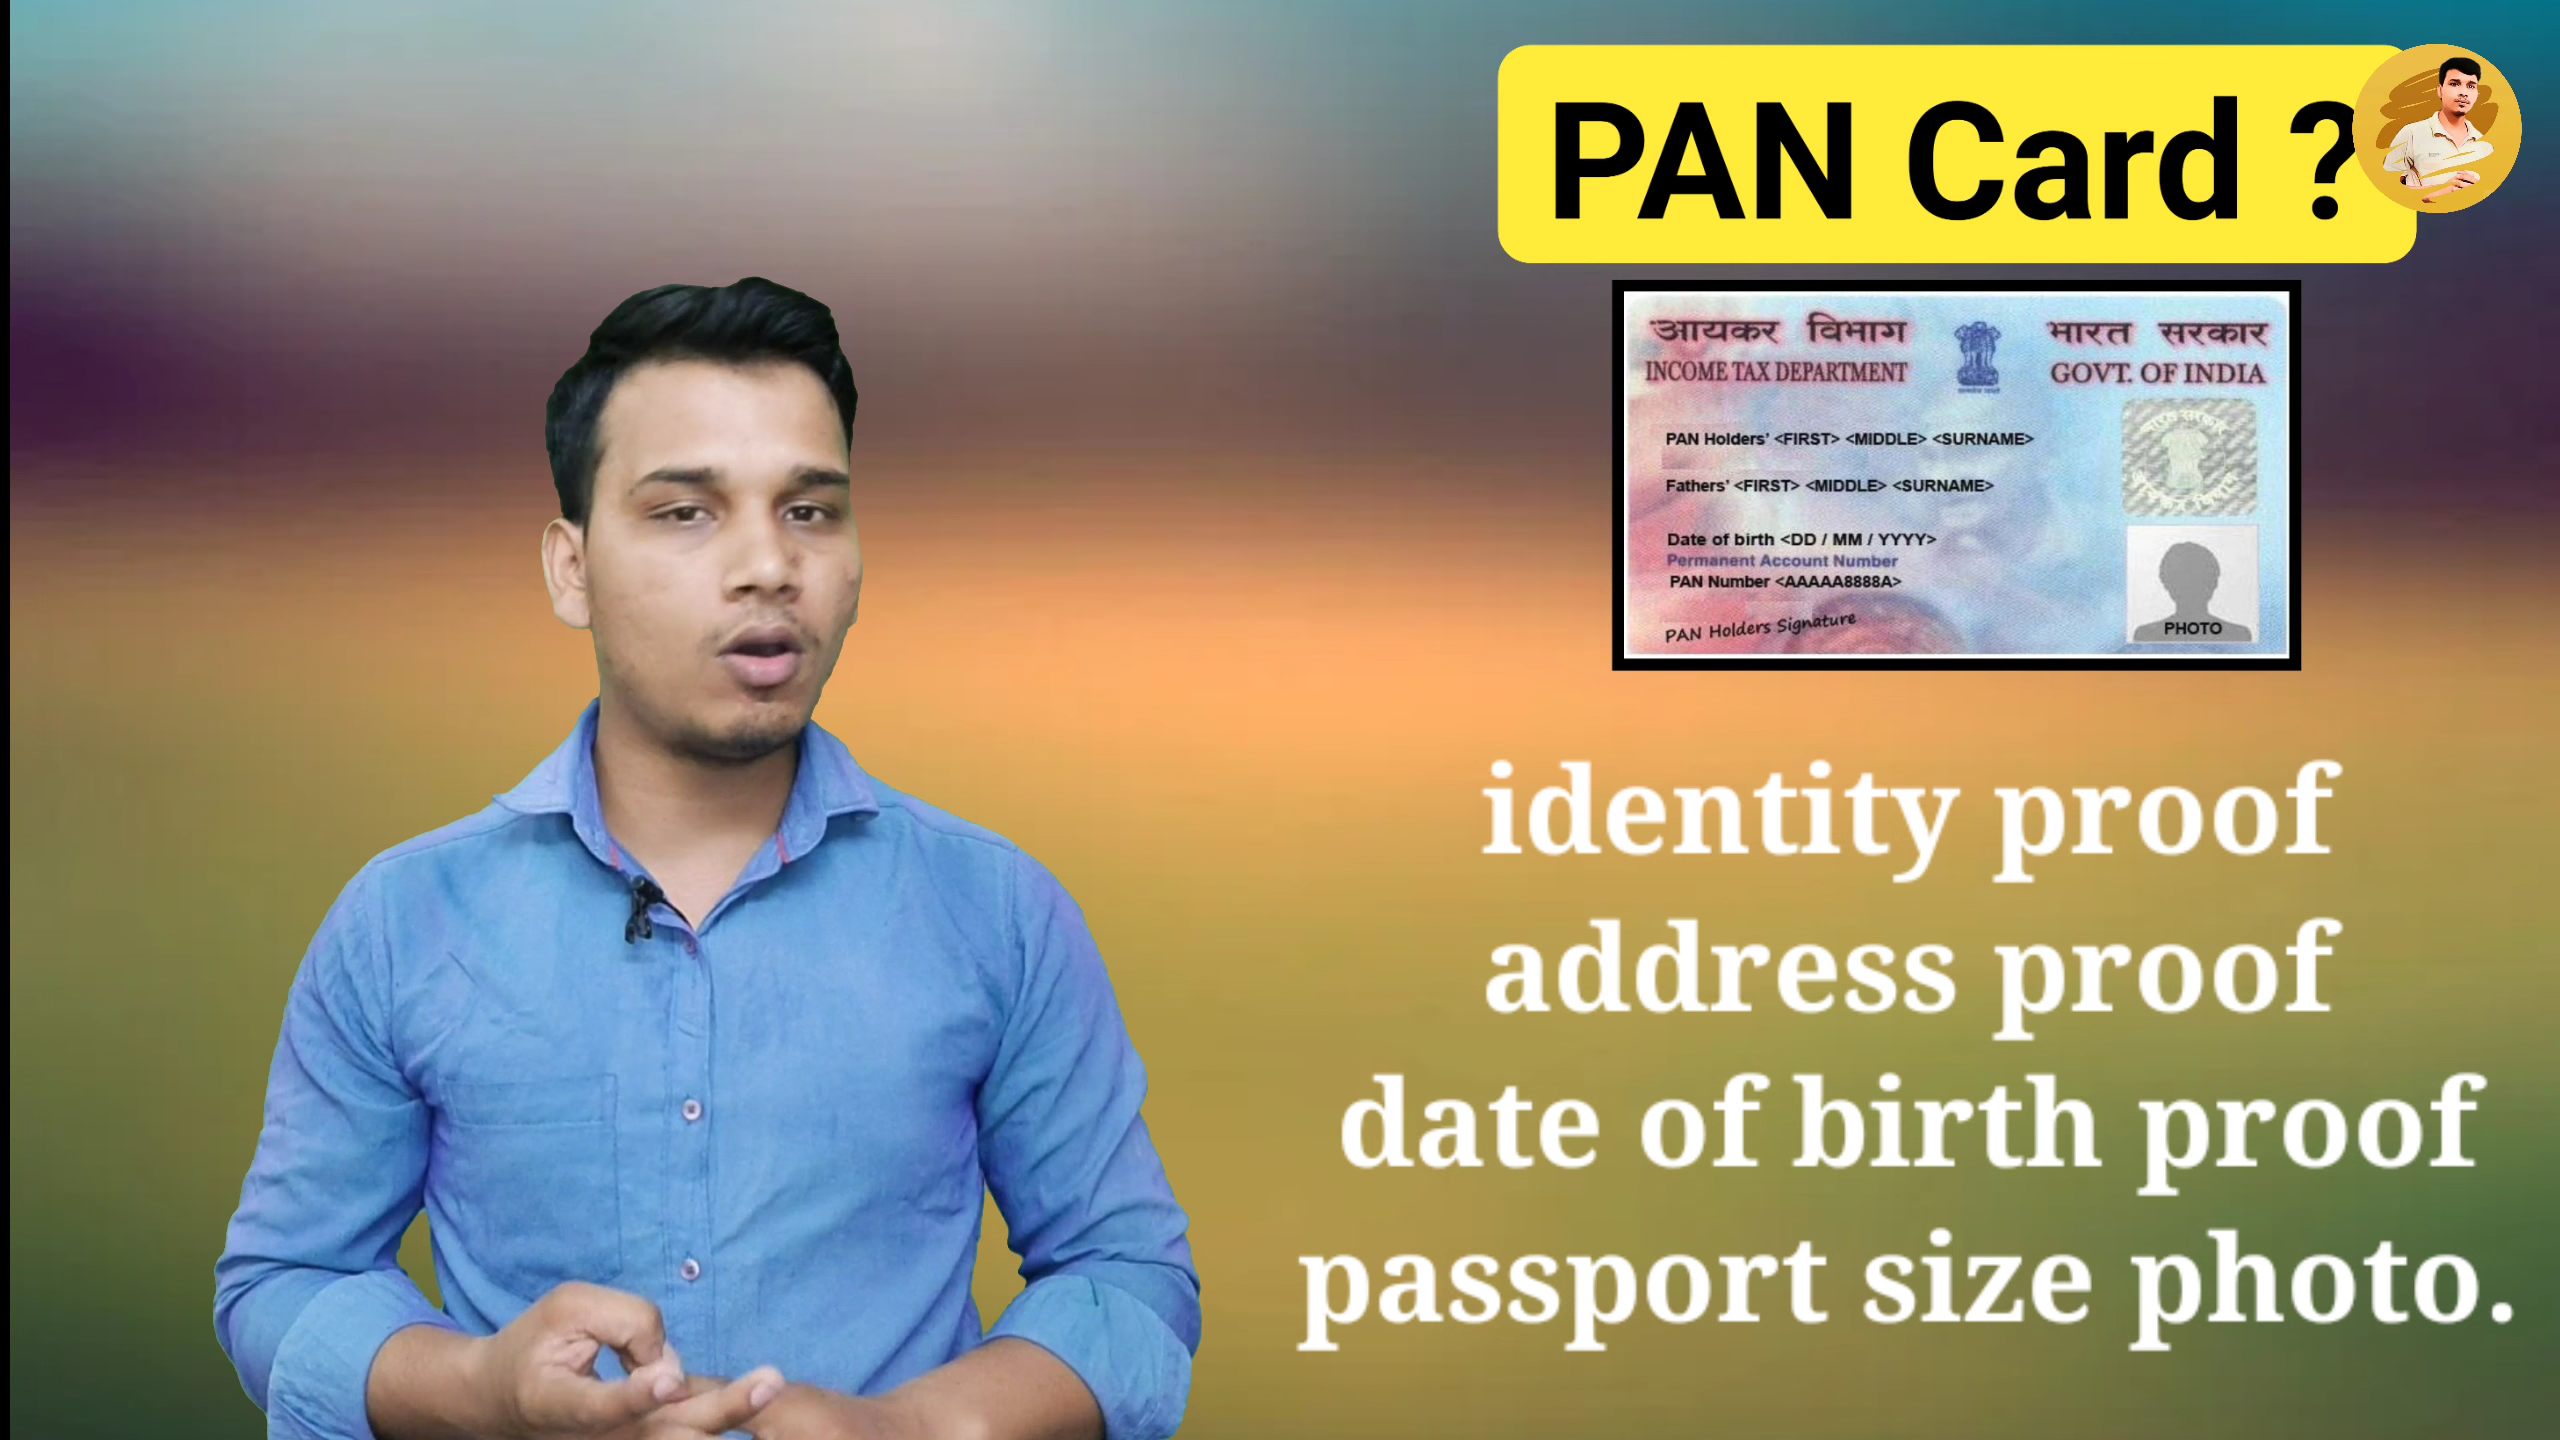 PAN Card ?
आयकर विभाग
INCOME TAX DEPARTMENT
भारत सरकार
GOVT. OF INDIA
PAN Holders' <FIRST> <MIDDLE> <SURNAME>
Fathers' <FIRST> <MIDDLE> <SURNAME>
Date of birth <DD / MM / YYYY>
Permanent Account Number
PAN Number <AAAAA8888A>
PAN Holders Signature
PHOTO
identity proof
address proof
date of birth proof
passport size photo.